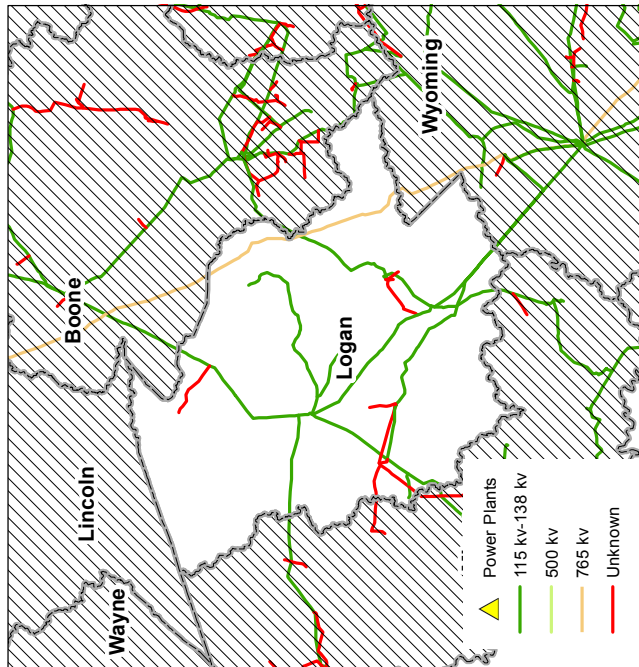 Wayne
Lincoln
Boone
Logan
Wyoming
Power Plants
115 kv-138 kv
500 kv
765 kv
Unknown